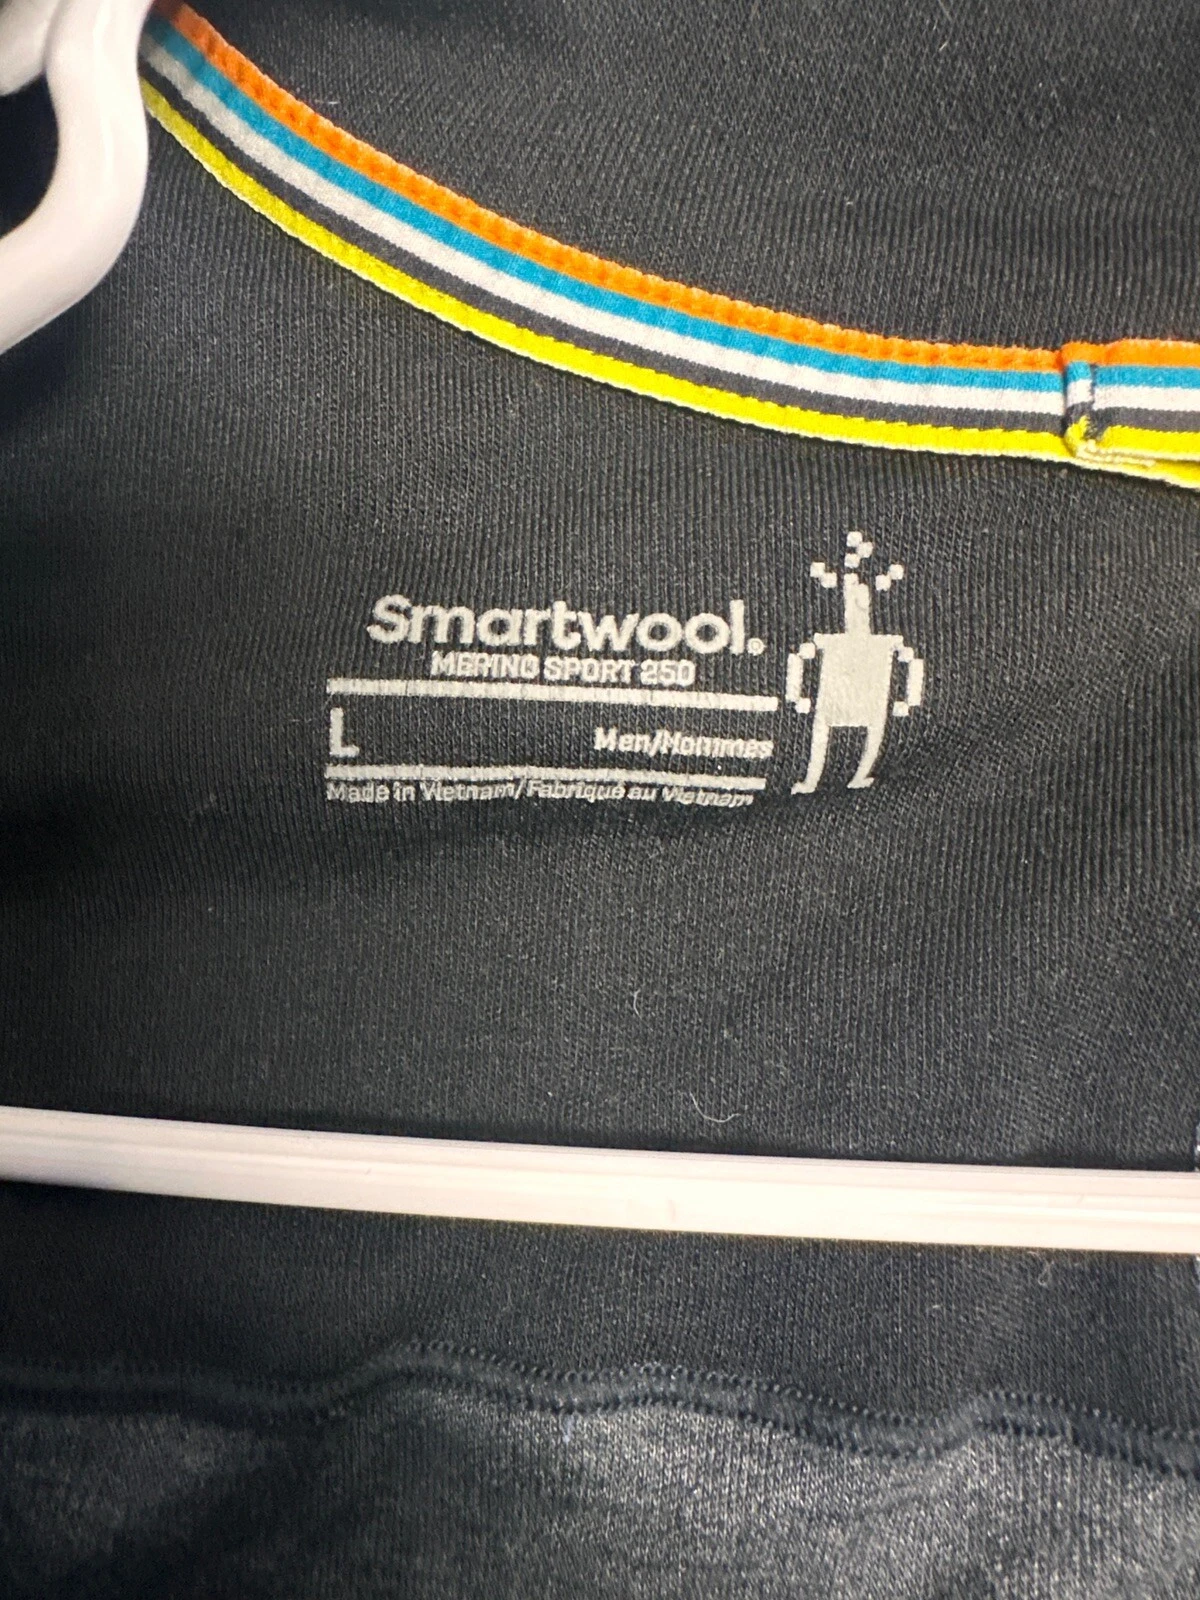 Smartwool®
MERINO SPORT 250
L
Men/Hommes
Made in Vietnam/Fabriqué au Vietnam